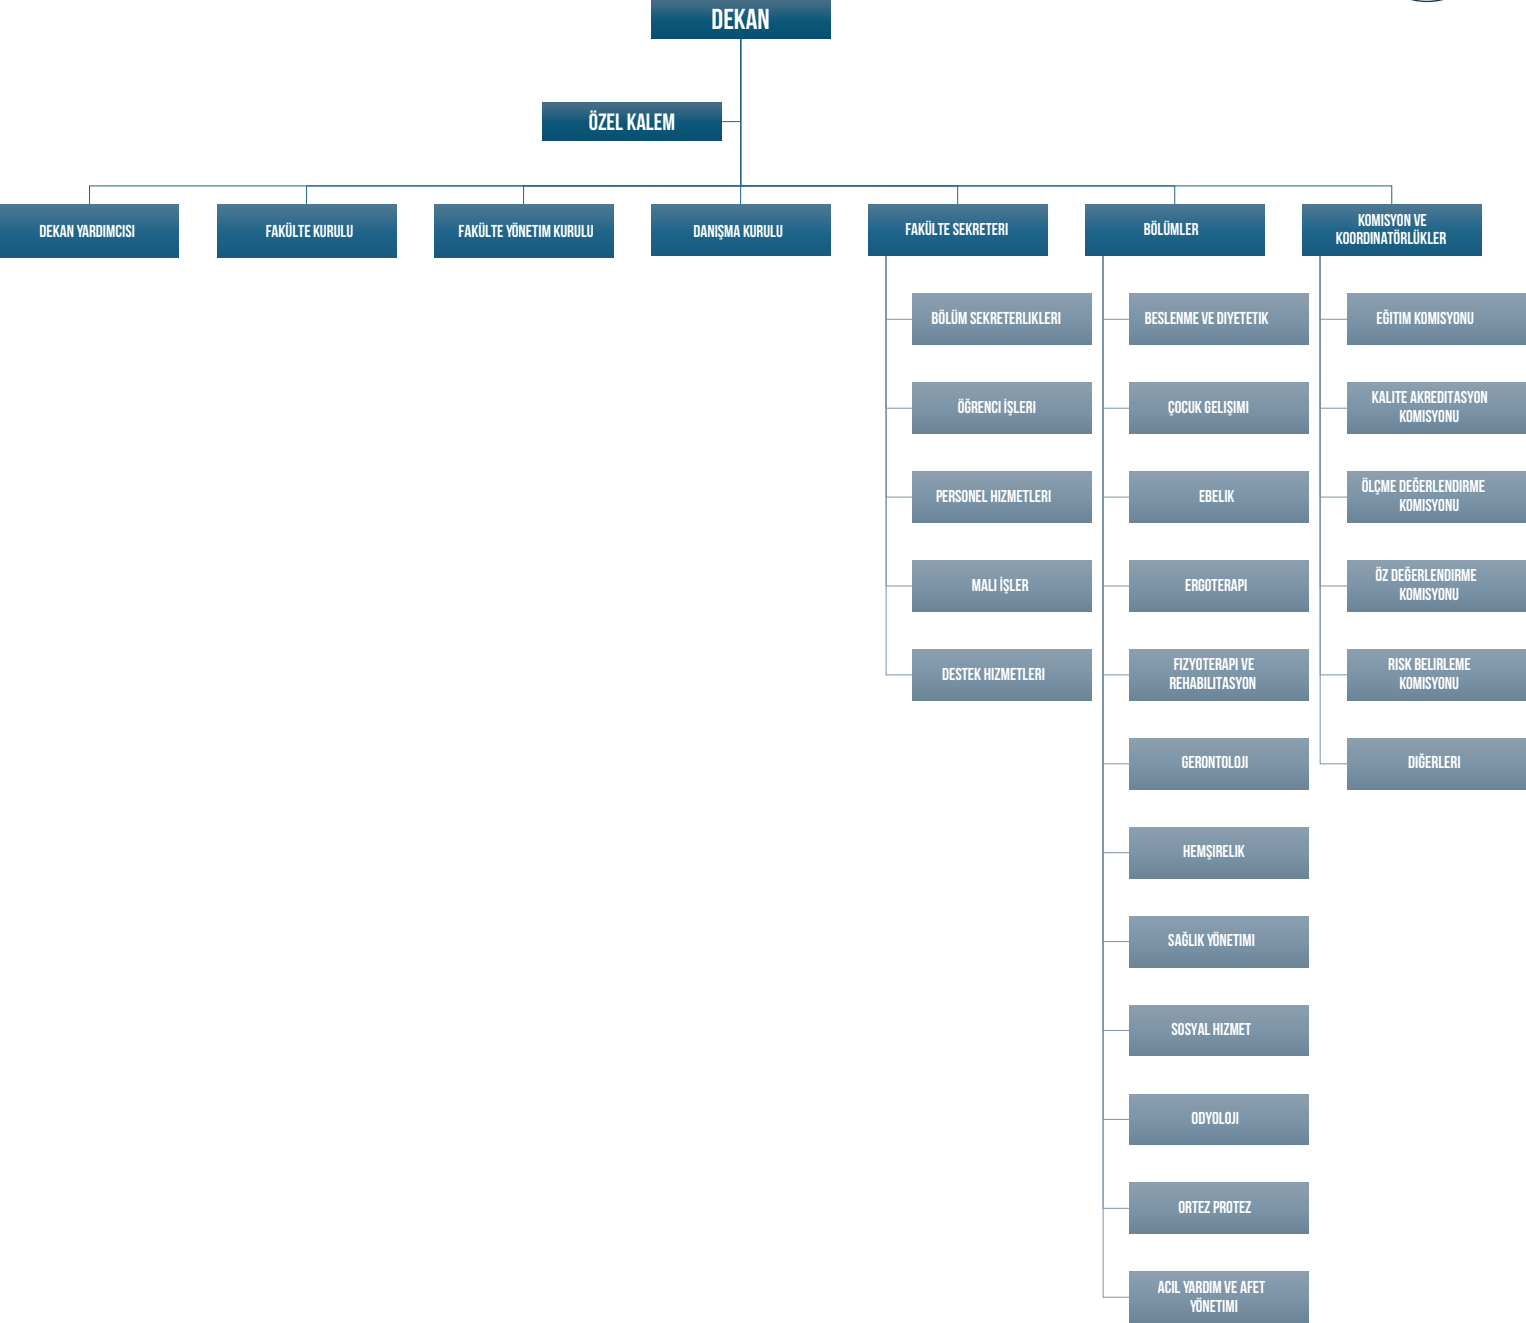 DEKAN
ÖZEL KALEM
DEKAN YARDIMCISI
FAKÜLTE KURULU
FAKÜLTE YÖNETIM KURULU
DANIŞMA KURULU
FAKÜLTE SEKRETERI
BÖLÜMLER
KOMISYON VE
KOORDINATÖRLÜKLER
BÖLÜM SEKRETERLIKLERI
ÖĞRENCI İŞLERI
PERSONEL HIZMETLERI
MALI İŞLER
DESTEK HIZMETLERI
BESLENME VE DIYETETIK
ÇOCUK GELIŞIMI
EBELIK
ERGOTERAPI
FIZYOTERAPI VE
REHABILITASYON
GERONTOLOJI
HEMŞIRELIK
SAĞLIK YÖNETIMI
SOSYAL HIZMET
ODYOLOJI
ORTEZ PROTEZ
ACIL YARDIM VE AFET
YÖNETIMI
EĞITIM KOMISYONU
KALITE AKREDITASYON
KOMISYONU
ÖLÇME DEĞERLENDIRME
KOMISYONU
ÖZ DEĞERLENDIRME
KOMISYONU
RISK BELIRLEME
KOMISYONU
DIĞERLERI